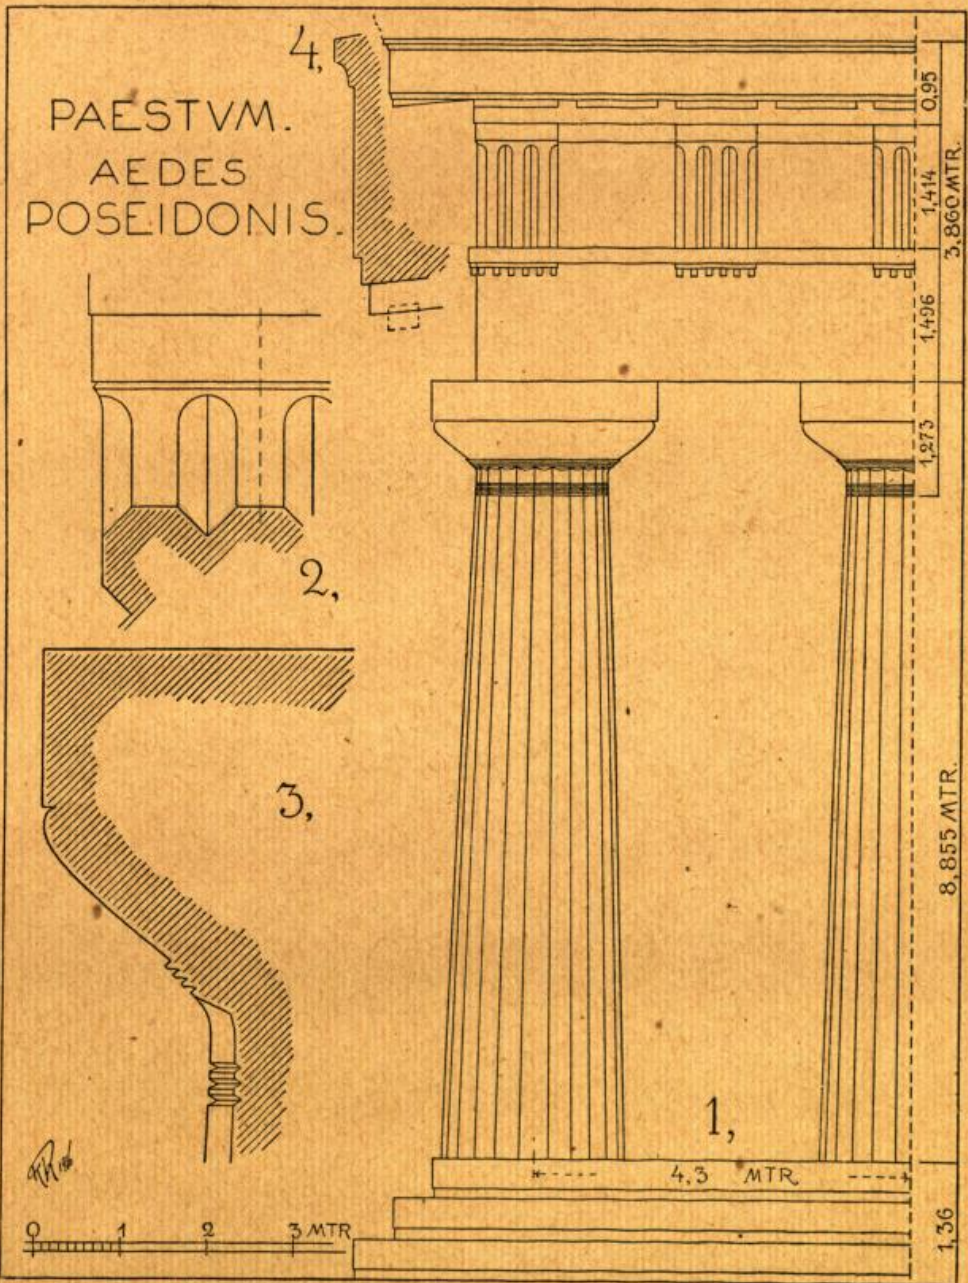 4,
PAESTVM.
AEDES
POSEIDONIS.
0,95
1,414
3,860 MTR.
1,496
1,273
2,
3,
8,855 MTR.
1,
4,3 MTR
1,36
0 1 2 3 MTR